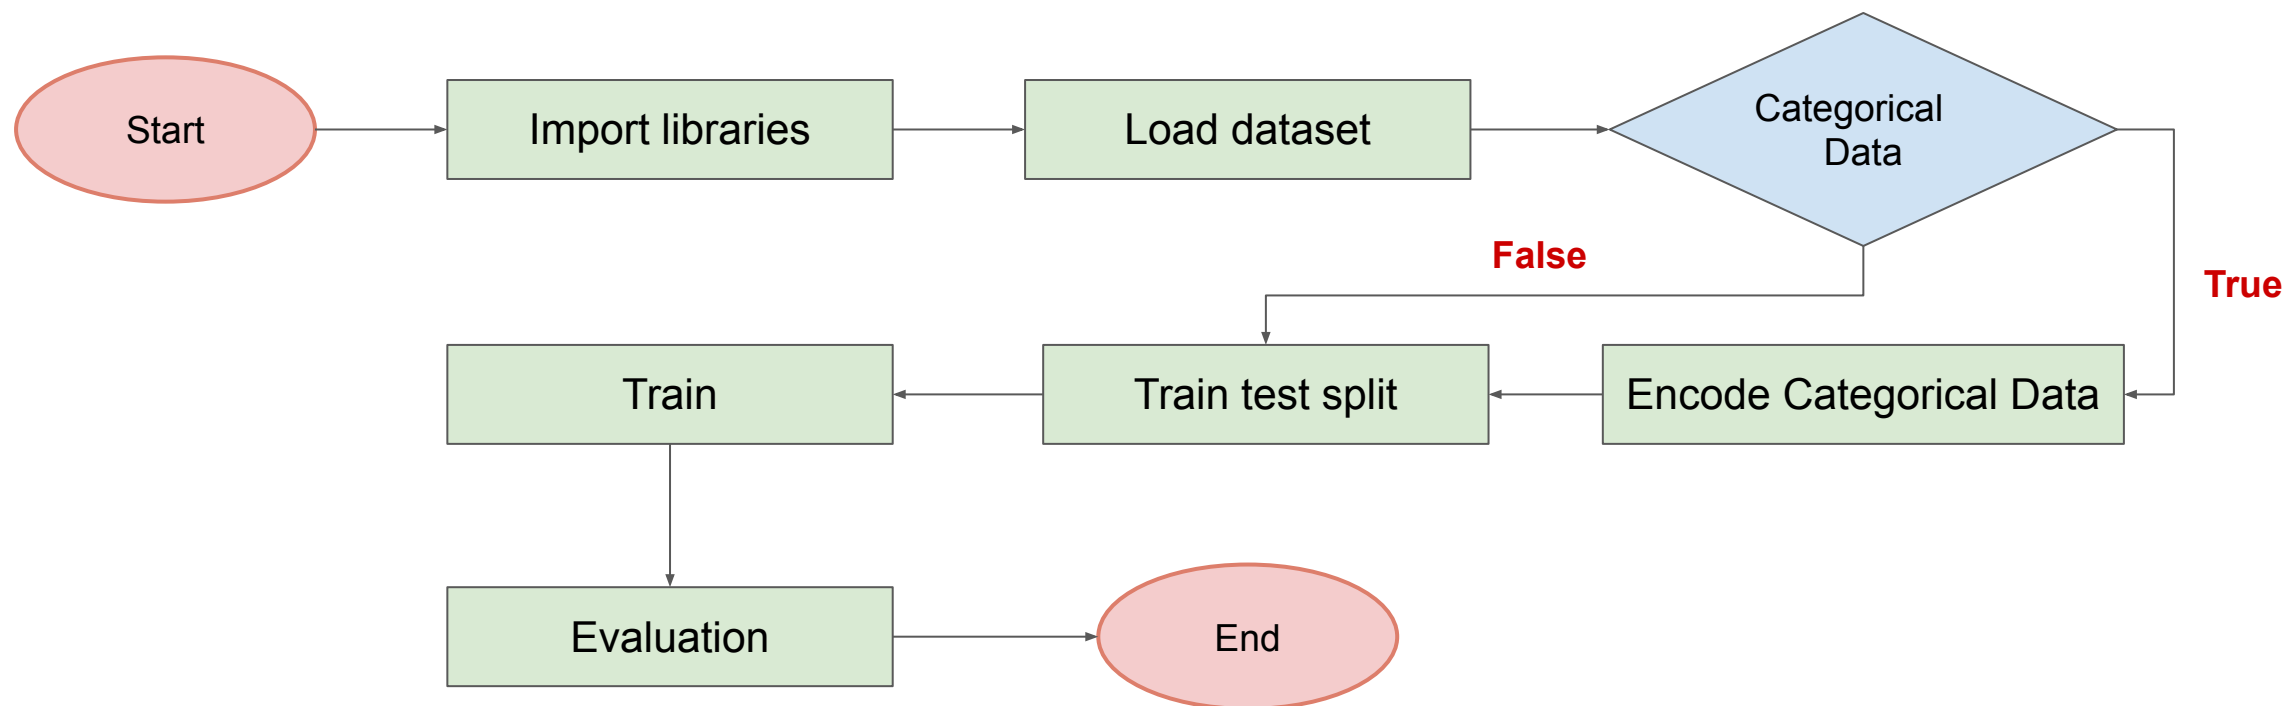 Start
Import libraries
Load dataset
Categorical
Data
False
True
Train
Train test split
Encode Categorical Data
Evaluation
End